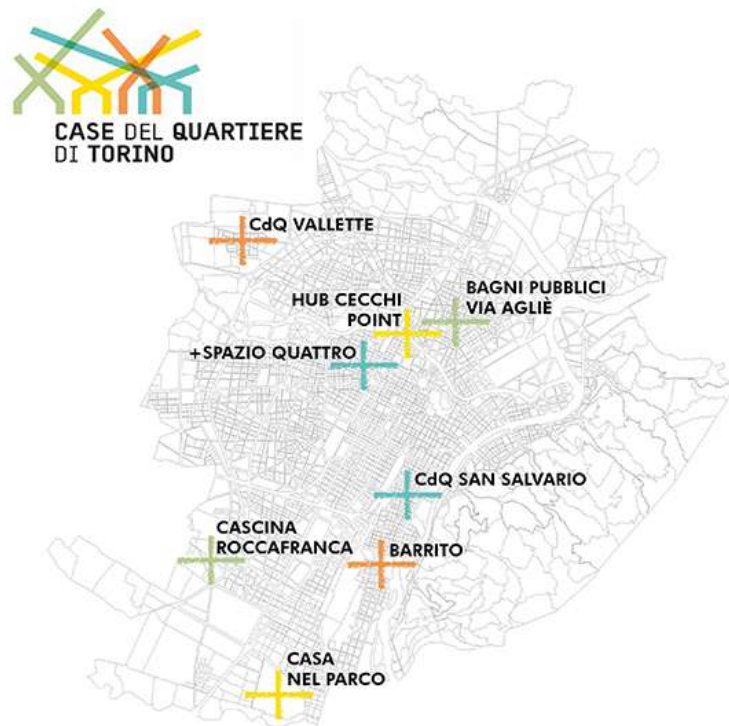 CASE DEL QUARTIERE
DI TORINO
CdQ VALLETTE
HUB CECCHI
POINT
BAGNI PUBBLICI
VIA AGLIÈ
+SPAZIO QUATTRO
CdQ SAN SALVARIO
CASCINA
ROCCAFRANCA
BARRITO
CASA
NEL PARCO